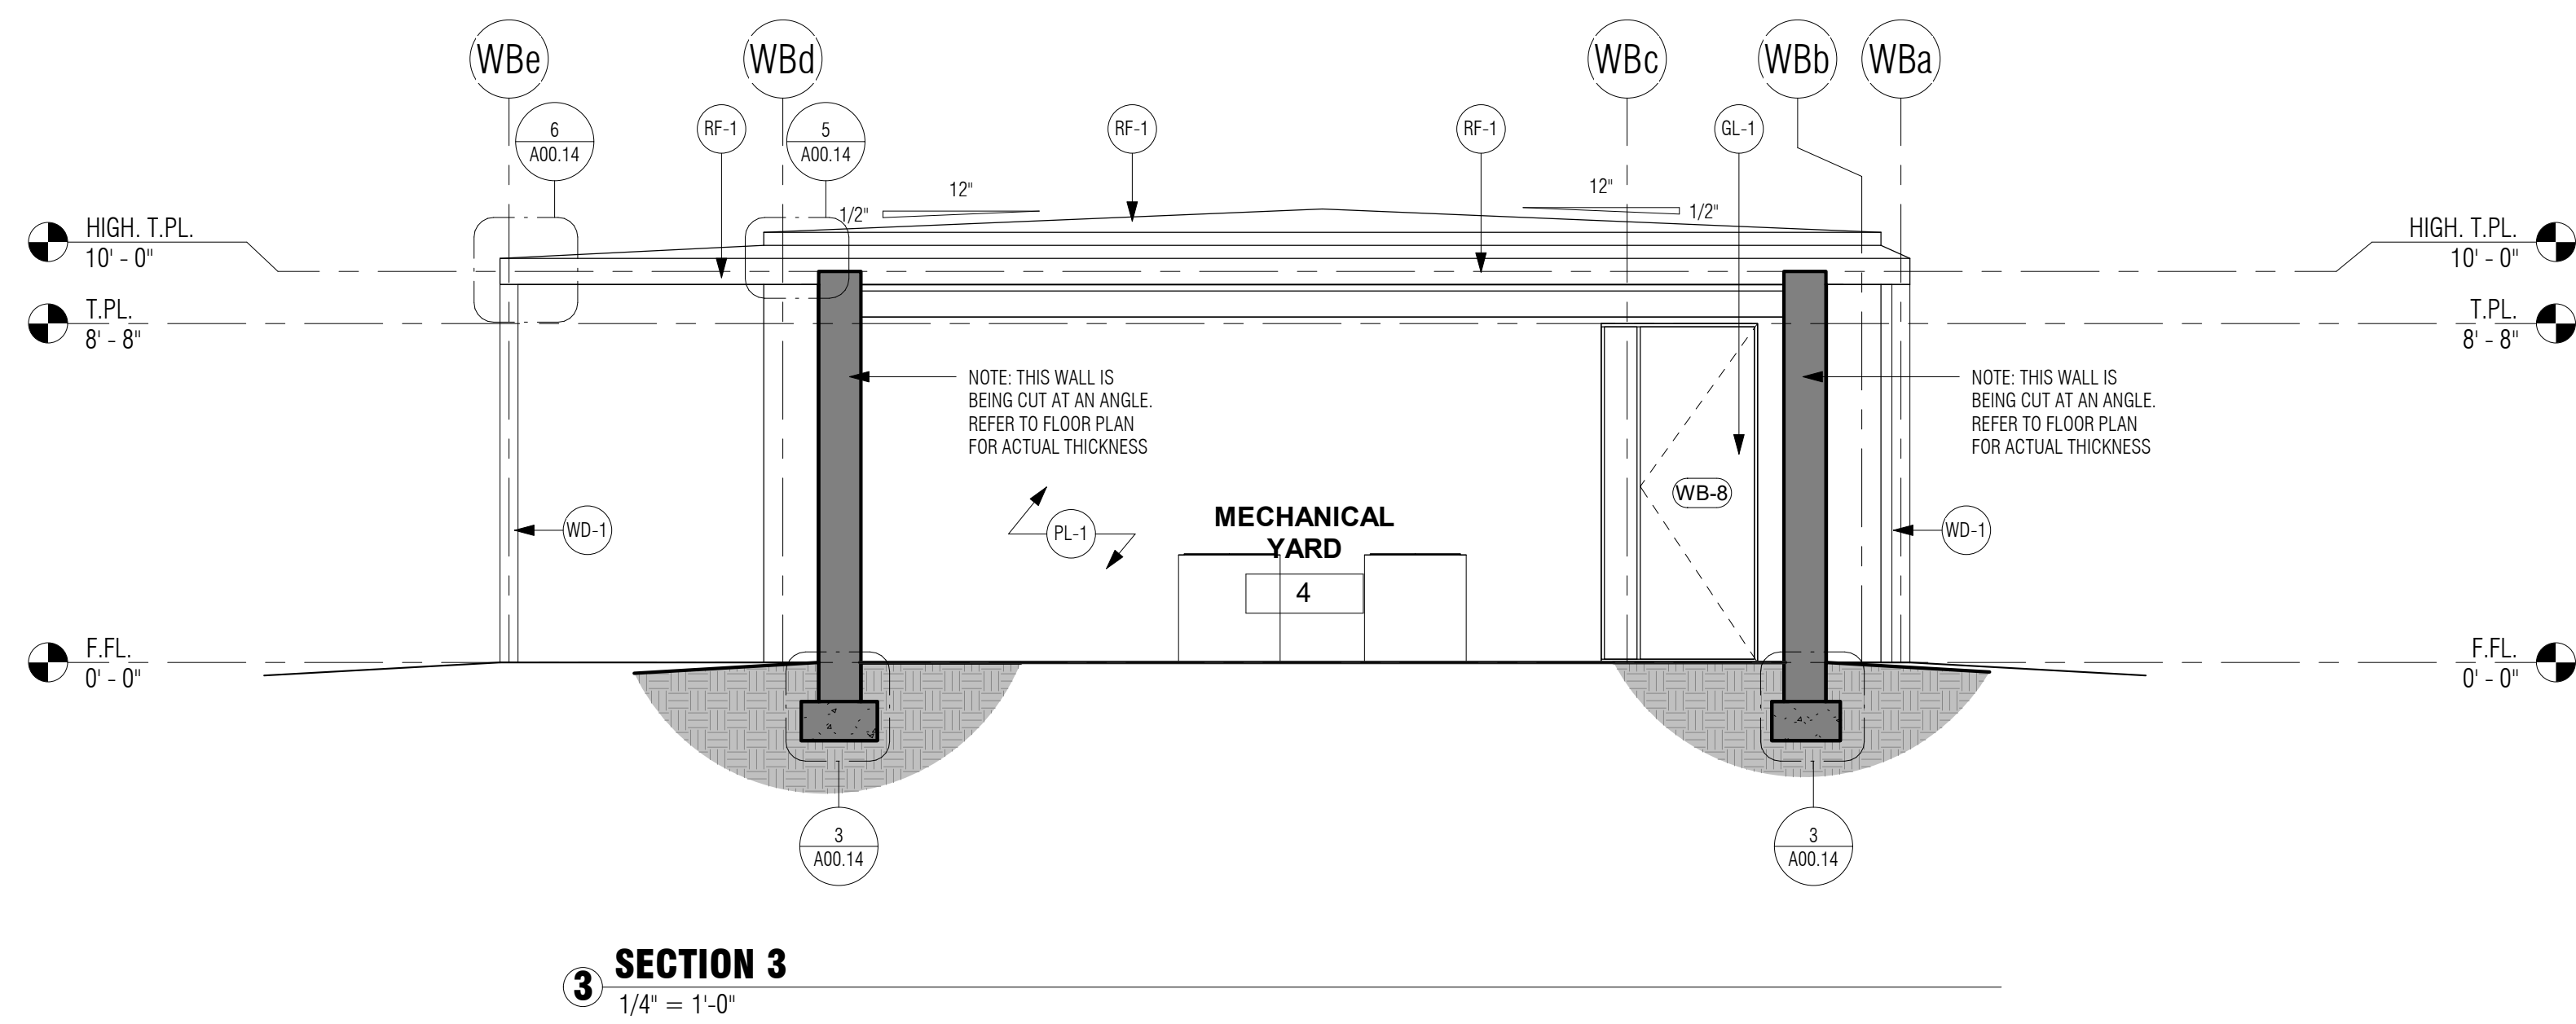 WBe
WBd
WBc
WBb
WBa
6
A00.14
RF-1
5
A00.14
RF-1
RF-1
GL-1
12"
1/2"
12"
1/2"
HIGH. T.PL.
10' - 0"
HIGH. T.PL.
10' - 0"
T.PL.
8' - 8"
T.PL.
8' - 8"
NOTE: THIS WALL IS
BEING CUT AT AN ANGLE.
REFER TO FLOOR PLAN
FOR ACTUAL THICKNESS
NOTE: THIS WALL IS
BEING CUT AT AN ANGLE.
REFER TO FLOOR PLAN
FOR ACTUAL THICKNESS
WB-8
WD-1
PL-1
MECHANICAL
YARD
4
WD-1
F.FL.
0' - 0"
F.FL.
0' - 0"
3
A00.14
3
A00.14
3 SECTION 3
1/4" = 1'-0"